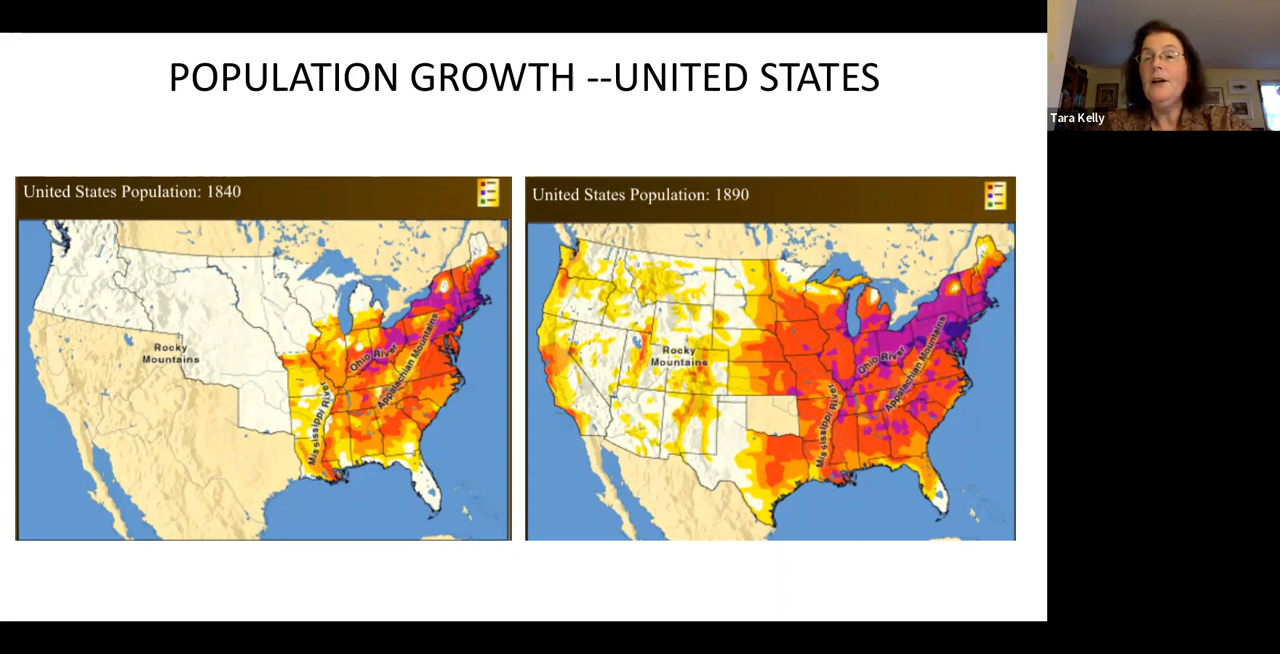 POPULATION GROWTH --UNITED STATES
Tara Kelly
United States Population: 1840
Rocky
Mountains
Ohio River
Appalachian Mountains
Mississippi River
United States Population: 1890
Rocky
Mountains
Ohio River
Appalachian Mountains
Mississippi River